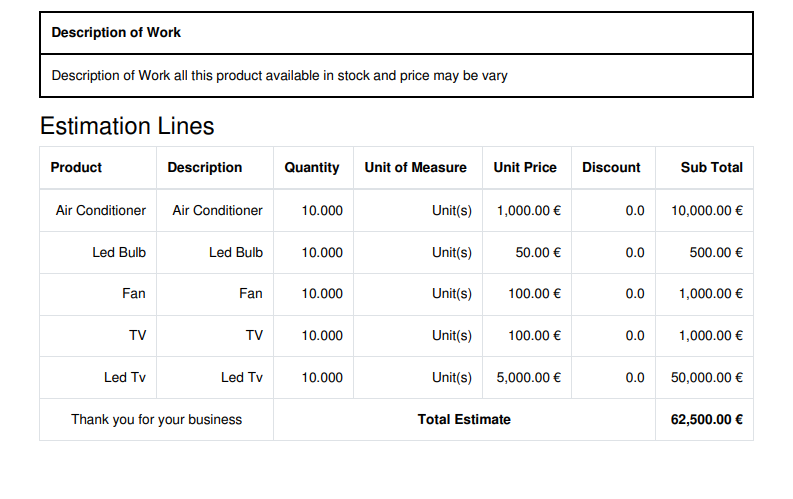 Description of Work
Description of Work all this product available in stock and price may be vary
Estimation Lines
Product Description Quantity Unit of Measure Unit Price Discount Sub Total
Air Conditioner Air Conditioner 10.000 Unit(s) 1,000.00 € 0.0 10,000.00 €
Led Bulb Led Bulb 10.000 Unit(s) 50.00 € 0.0 500.00 €
Fan Fan 10.000 Unit(s) 100.00 € 0.0 1,000.00 €
TV TV 10.000 Unit(s) 100.00 € 0.0 1,000.00 €
Led Tv Led Tv 10.000 Unit(s) 5,000.00 € 0.0 50,000.00 €
Thank you for your business Total Estimate 62,500.00 €